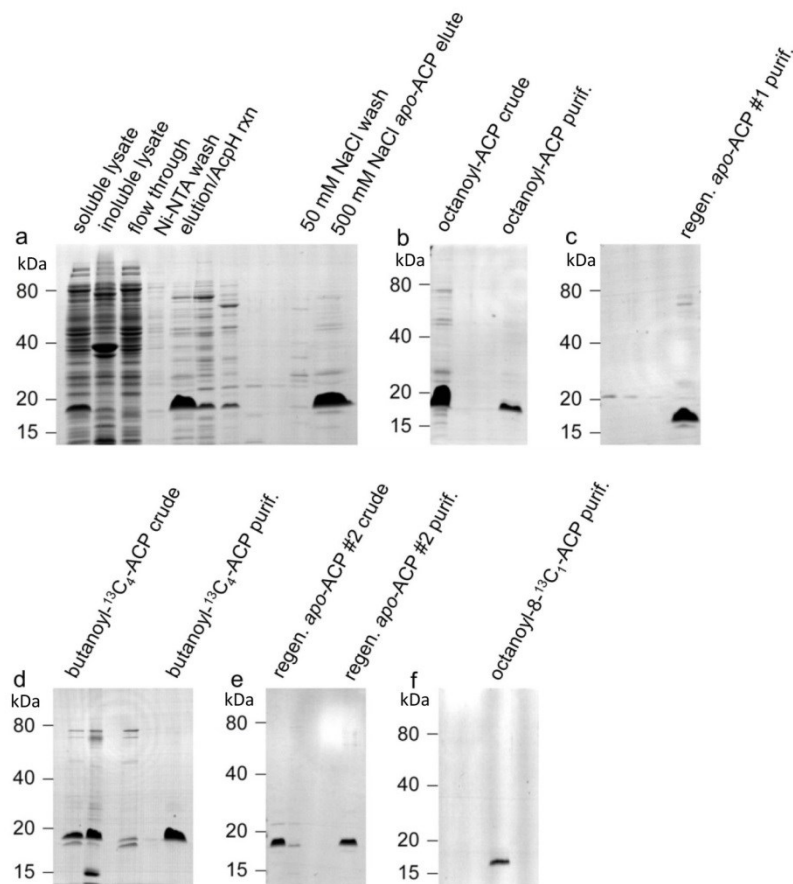 soluble lysate
inoluble lysate
flow through
Ni-NTA wash
elution/AcpH rxn
50 mM NaCl wash
500 mM NaCl apo-ACP elute
a
kDa
80
40
20
15
octanoyl-ACP crude
octanoyl-ACP purif.
b
kDa
80
40
20
15
regen. apo-ACP #1 purif.
c
kDa
80
40
20
15
butanoyl-¹³C₄-ACP crude
butanoyl-¹³C₄-ACP purif.
d
kDa
80
40
20
15
regen. apo-ACP #2 crude
regen. apo-ACP #2 purif.
e
kDa
80
40
20
15
octanoyl-8-¹³C₁-ACP purif.
f
kDa
80
40
20
15